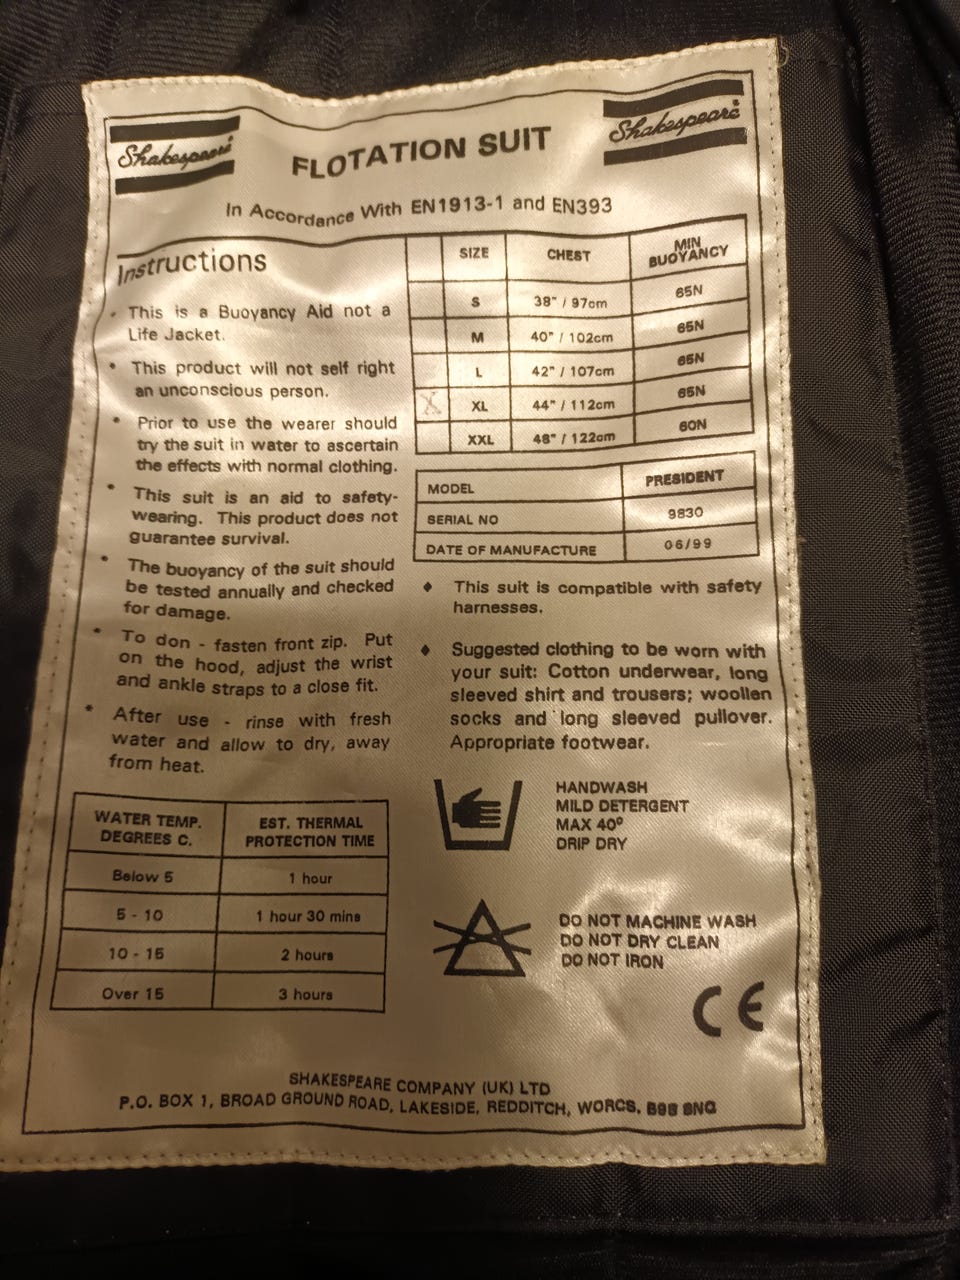 Shakespeare
FLOTATION SUIT
Shakespeare
In Accordance With EN1913-1 and EN393
Instructions
• This is a Buoyancy Aid not a
Life Jacket.
* This product will not self right
an unconscious person.
* Prior to use the wearer should
try the suit in water to ascertain
the effects with normal clothing.
* This suit is an aid to safety-
wearing. This product does not
guarantee survival.
* The buoyancy of the suit should
be tested annually and checked
for damage.
* To don - fasten front zip. Put
on the hood, adjust the wrist
and ankle straps to a close fit.
* After use - rinse with fresh
water and allow to dry, away
from heat.
WATER TEMP. DEGREES C. EST. THERMAL PROTECTION TIME
Below 5 1 hour
5 - 10 1 hour 30 mins
10 - 15 2 hours
Over 15 3 hours
SIZE CHEST MIN BUOYANCY
S 38" / 97cm 65N
M 40" / 102cm 65N
L 42" / 107cm 65N
X XL 44" / 112cm 65N
XXL 48" / 122cm 60N
MODEL PRESIDENT
SERIAL NO 9830
DATE OF MANUFACTURE 06/99
♦ This suit is compatible with safety
harnesses.
♦ Suggested clothing to be worn with
your suit: Cotton underwear, long
sleeved shirt and trousers; woollen
socks and long sleeved pullover.
Appropriate footwear.
HANDWASH
MILD DETERGENT
MAX 40º
DRIP DRY
DO NOT MACHINE WASH
DO NOT DRY CLEAN
DO NOT IRON
CE
SHAKESPEARE COMPANY (UK) LTD
P.O. BOX 1, BROAD GROUND ROAD, LAKESIDE, REDDITCH, WORCS.